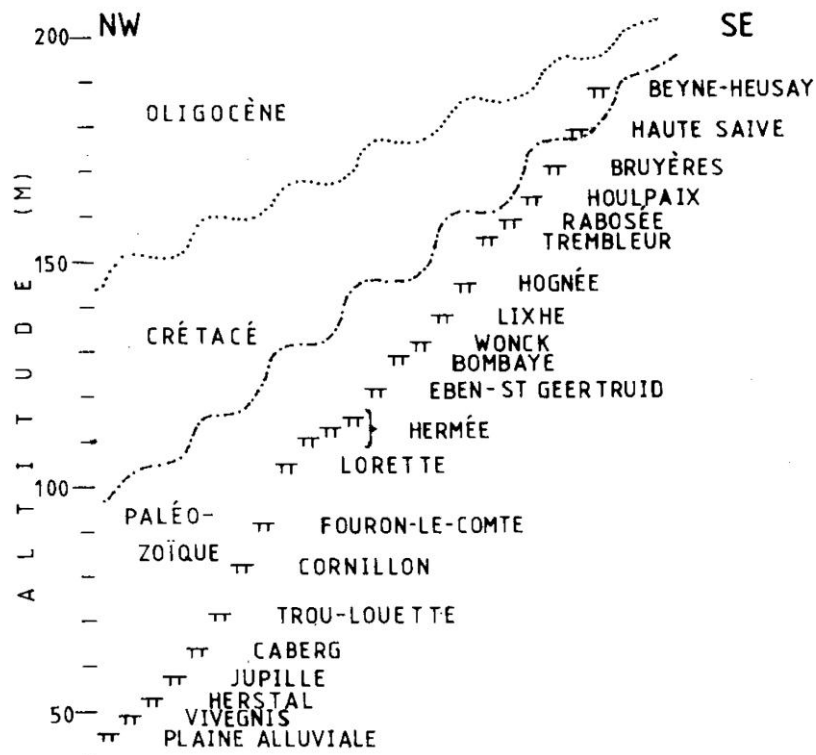 NW
SE
200
OLIGOCÈNE
BEYNE-HEUSAY
HAUTE SAIVE
BRUYÈRES
HOULPAIX
RABOSÉE
TREMBLEUR
150
HOGNÉE
LIXHE
CRÉTACÉ
WONCK
BOMBAYE
EBEN-ST GEERTRUID
HERMÉE
LORETTE
100
PALÉO-
ZOÏQUE
FOURON-LE-COMTE
CORNILLON
TROU-LOUETTE
CABERG
JUPILLE
HERSTAL
50
VIVEGNIS
PLAINE ALLUVIALE
ALTITUDE (M)